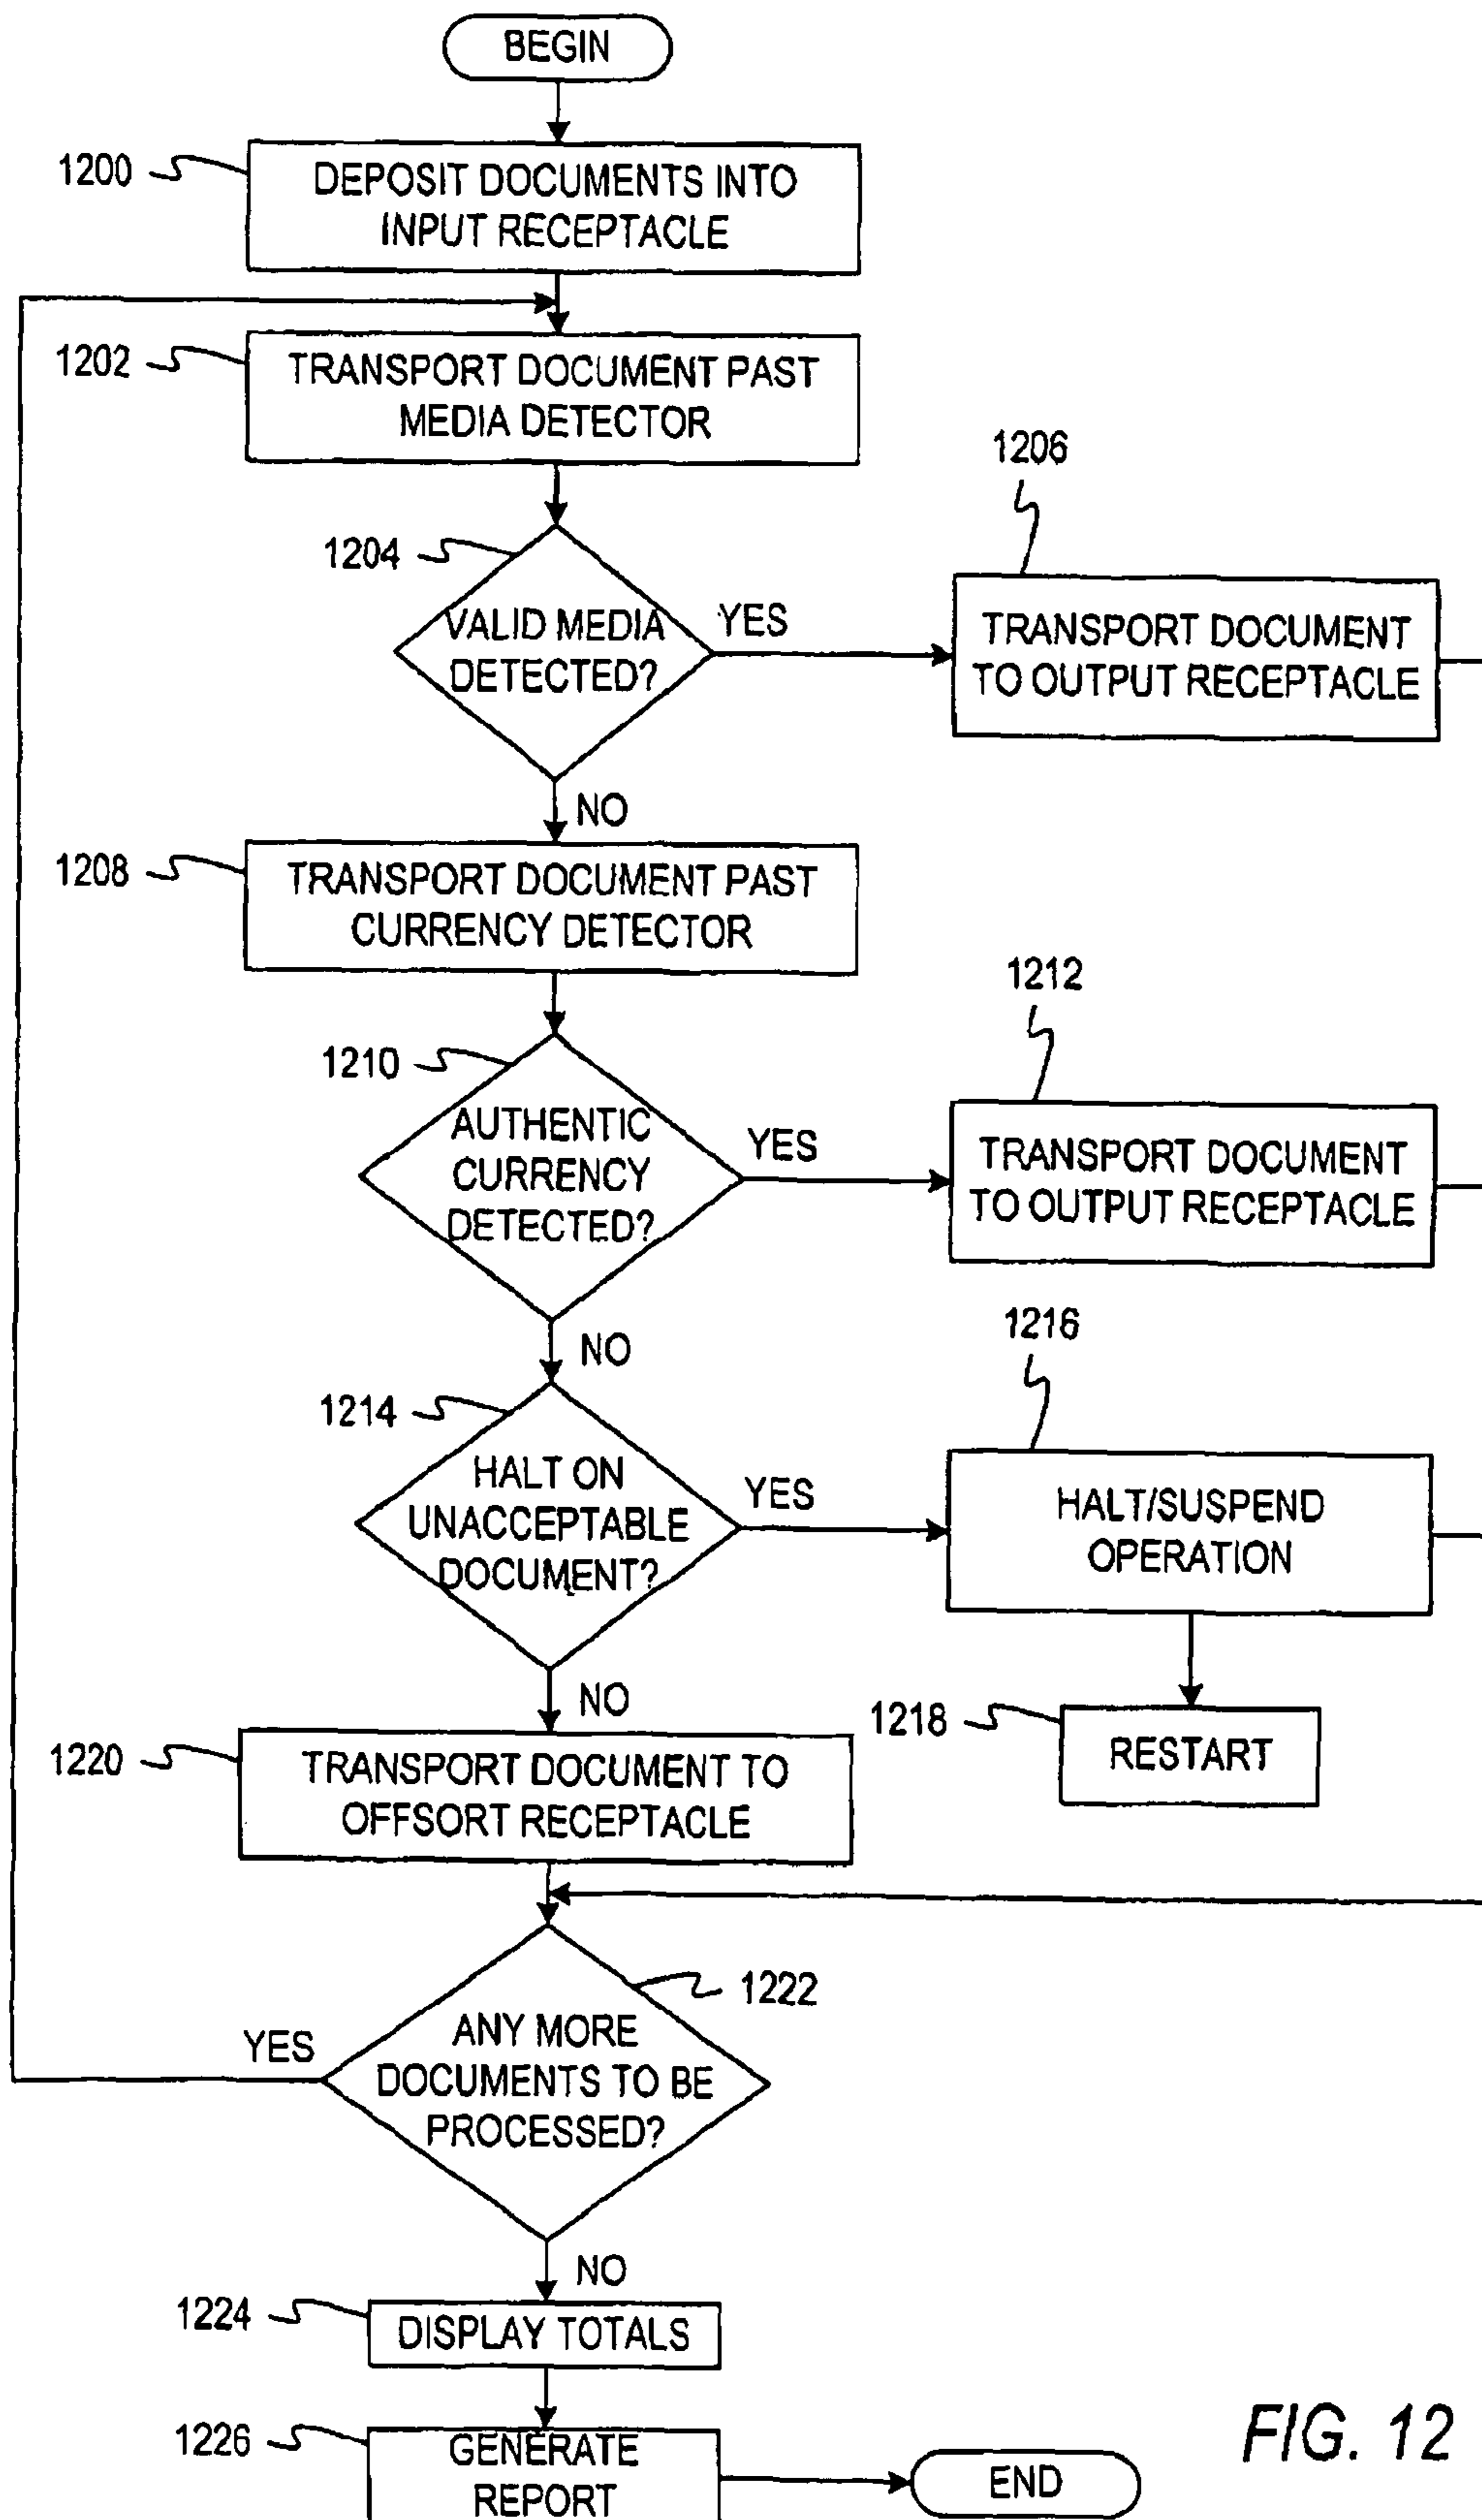 BEGIN
1200
DEPOSIT DOCUMENTS INTO
INPUT RECEPTACLE
1202
TRANSPORT DOCUMENT PAST
MEDIA DETECTOR
1204
VALID MEDIA
DETECTED?
YES
1206
TRANSPORT DOCUMENT
TO OUTPUT RECEPTACLE
NO
1208
TRANSPORT DOCUMENT PAST
CURRENCY DETECTOR
1210
AUTHENTIC
CURRENCY
DETECTED?
YES
1212
TRANSPORT DOCUMENT
TO OUTPUT RECEPTACLE
NO
1214
HALT ON
UNACCEPTABLE
DOCUMENT?
YES
1216
HALT/SUSPEND
OPERATION
1218
RESTART
NO
1220
TRANSPORT DOCUMENT TO
OFFSORT RECEPTACLE
1222
ANY MORE
DOCUMENTS TO BE
PROCESSED?
YES
NO
1224
DISPLAY TOTALS
1226
GENERATE
REPORT
END
FIG. 12